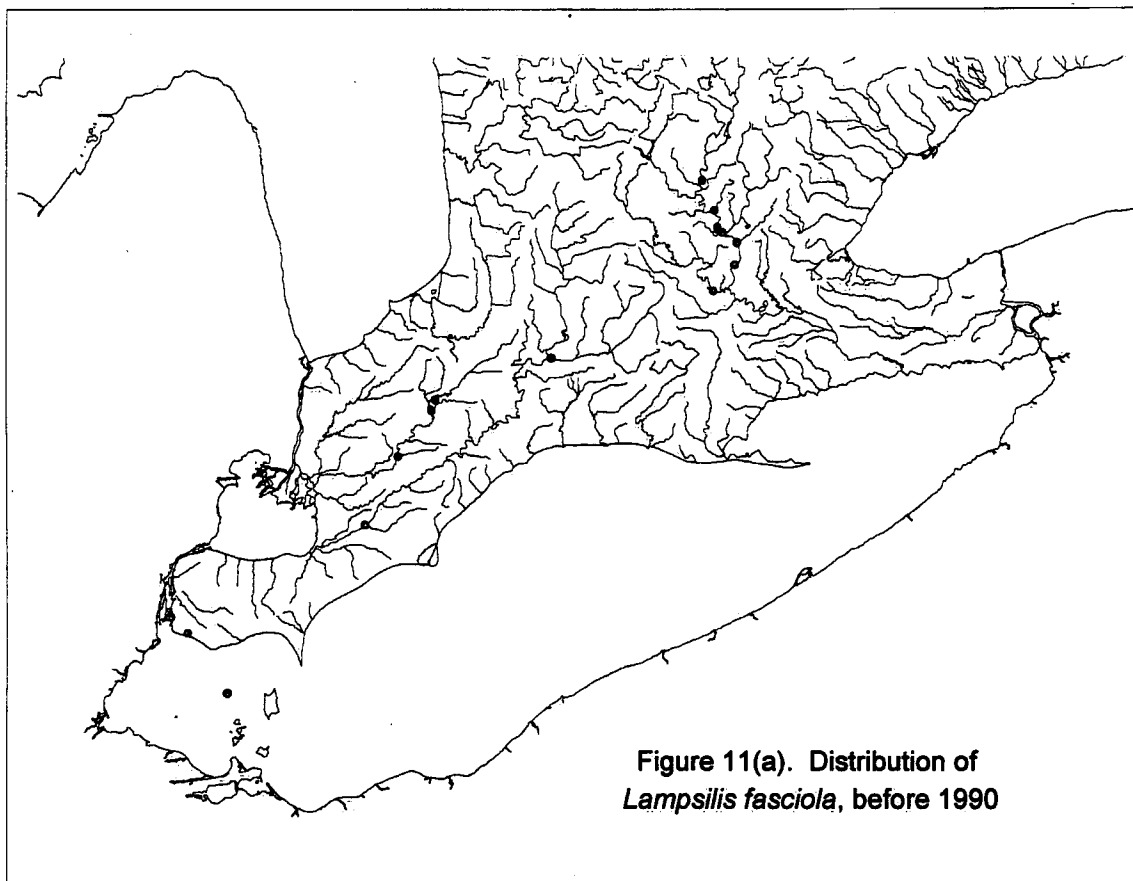 Figure 11(a). Distribution of
Lampsilis fasciola, before 1990